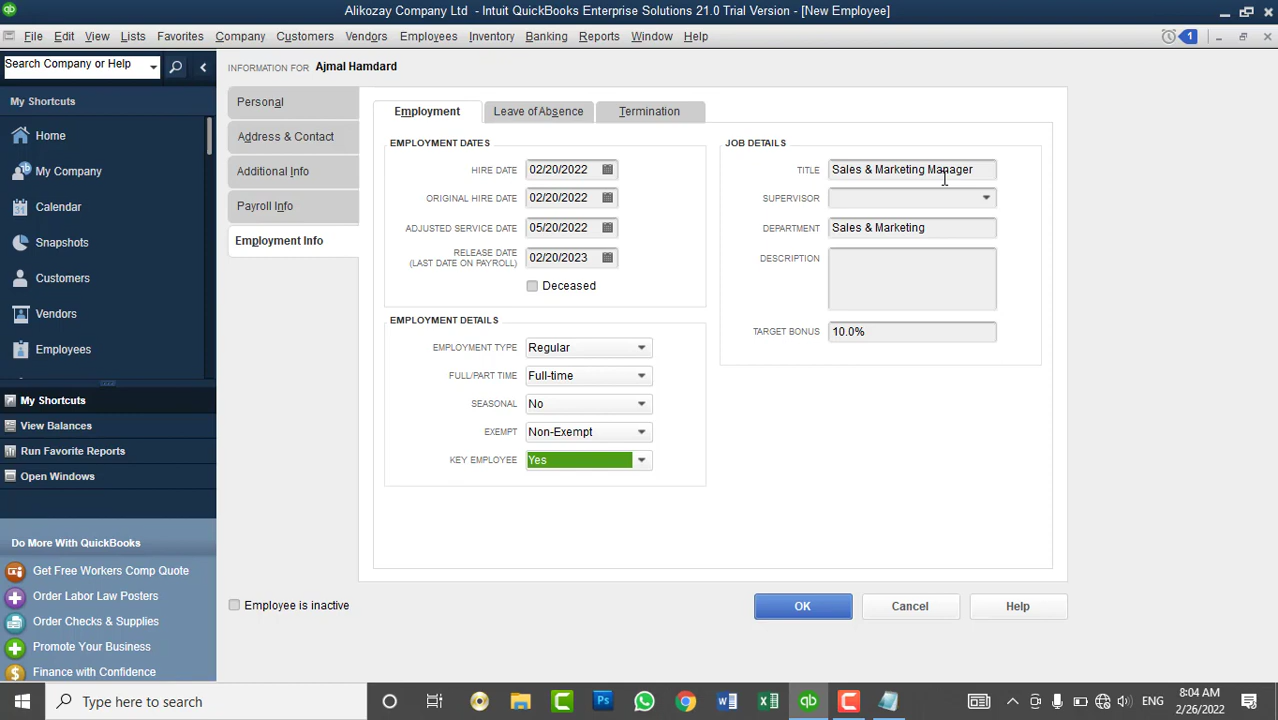 Alikozay Company Ltd - Intuit QuickBooks Enterprise Solutions 21.0 Trial Version - [New Employee]
File Edit View Lists Favorites Company Customers Vendors Employees Inventory Banking Reports Window Help 1
Search Company or Help
My Shortcuts
Home
My Company
Calendar
Snapshots
Customers
Vendors
Employees
My Shortcuts
View Balances
Run Favorite Reports
Open Windows
Do More With QuickBooks
Get Free Workers Comp Quote
Order Labor Law Posters
Order Checks & Supplies
Promote Your Business
Finance with Confidence
INFORMATION FOR Ajmal Hamdard
Personal
Address & Contact
Additional Info
Payroll Info
Employment Info
Employment Leave of Absence Termination
EMPLOYMENT DATES
HIRE DATE 02/20/2022
ORIGINAL HIRE DATE 02/20/2022
ADJUSTED SERVICE DATE 05/20/2022
RELEASE DATE
(LAST DATE ON PAYROLL) 02/20/2023
Deceased
EMPLOYMENT DETAILS
EMPLOYMENT TYPE Regular
FULL/PART TIME Full-time
SEASONAL No
EXEMPT Non-Exempt
KEY EMPLOYEE Yes
JOB DETAILS
TITLE Sales & Marketing Manager
SUPERVISOR
DEPARTMENT Sales & Marketing
DESCRIPTION
TARGET BONUS 10.0%
Employee is inactive
OK Cancel Help
Type here to search
Ps
qb
ENG
8:04 AM
2/26/2022